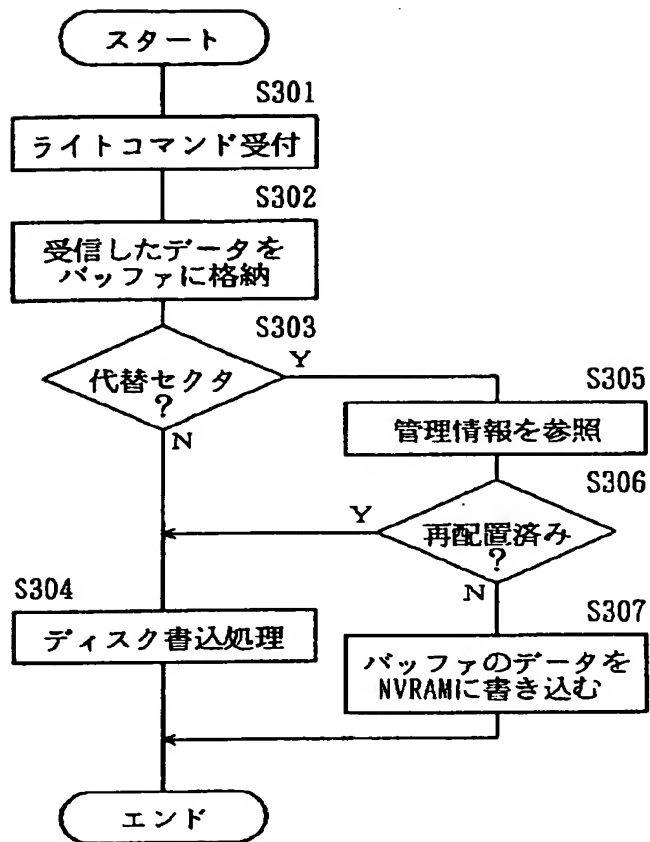 スタート
S301
ライトコマンド受付
S302
受信したデータを
バッファに格納
S303
代替セクタ
?
Y
N
S305
管理情報を参照
S306
再配置済み
?
Y
N
S304
ディスク書込処理
S307
バッファのデータを
NVRAMに書き込む
エンド